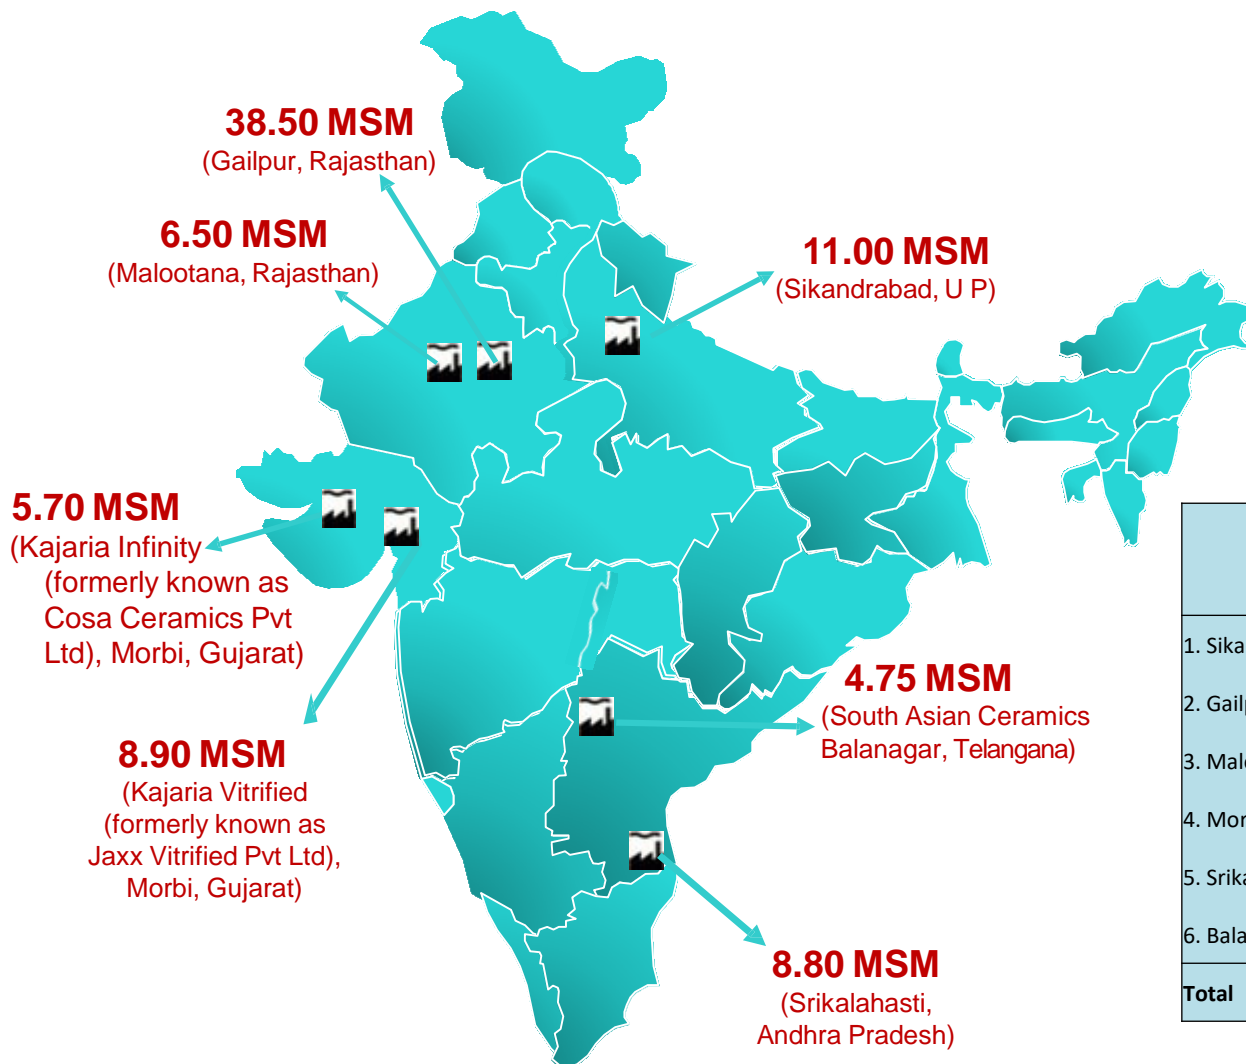 38.50 MSM
(Gailpur, Rajasthan)
6.50 MSM
(Malootana, Rajasthan)
11.00 MSM
(Sikandrabad, U P)
5.70 MSM
(Kajaria Infinity
(formerly known as
Cosa Ceramics Pvt
Ltd), Morbi, Gujarat)
8.90 MSM
(Kajaria Vitrified
(formerly known as
Jaxx Vitrified Pvt Ltd),
Morbi, Gujarat)
4.75 MSM
(South Asian Ceramics
Balanagar, Telangana)
8.80 MSM
(Srikalahasti,
Andhra Pradesh)
1. Sika
2. Gailp
3. Malo
4. Mor
5. Srika
6. Bala
Total